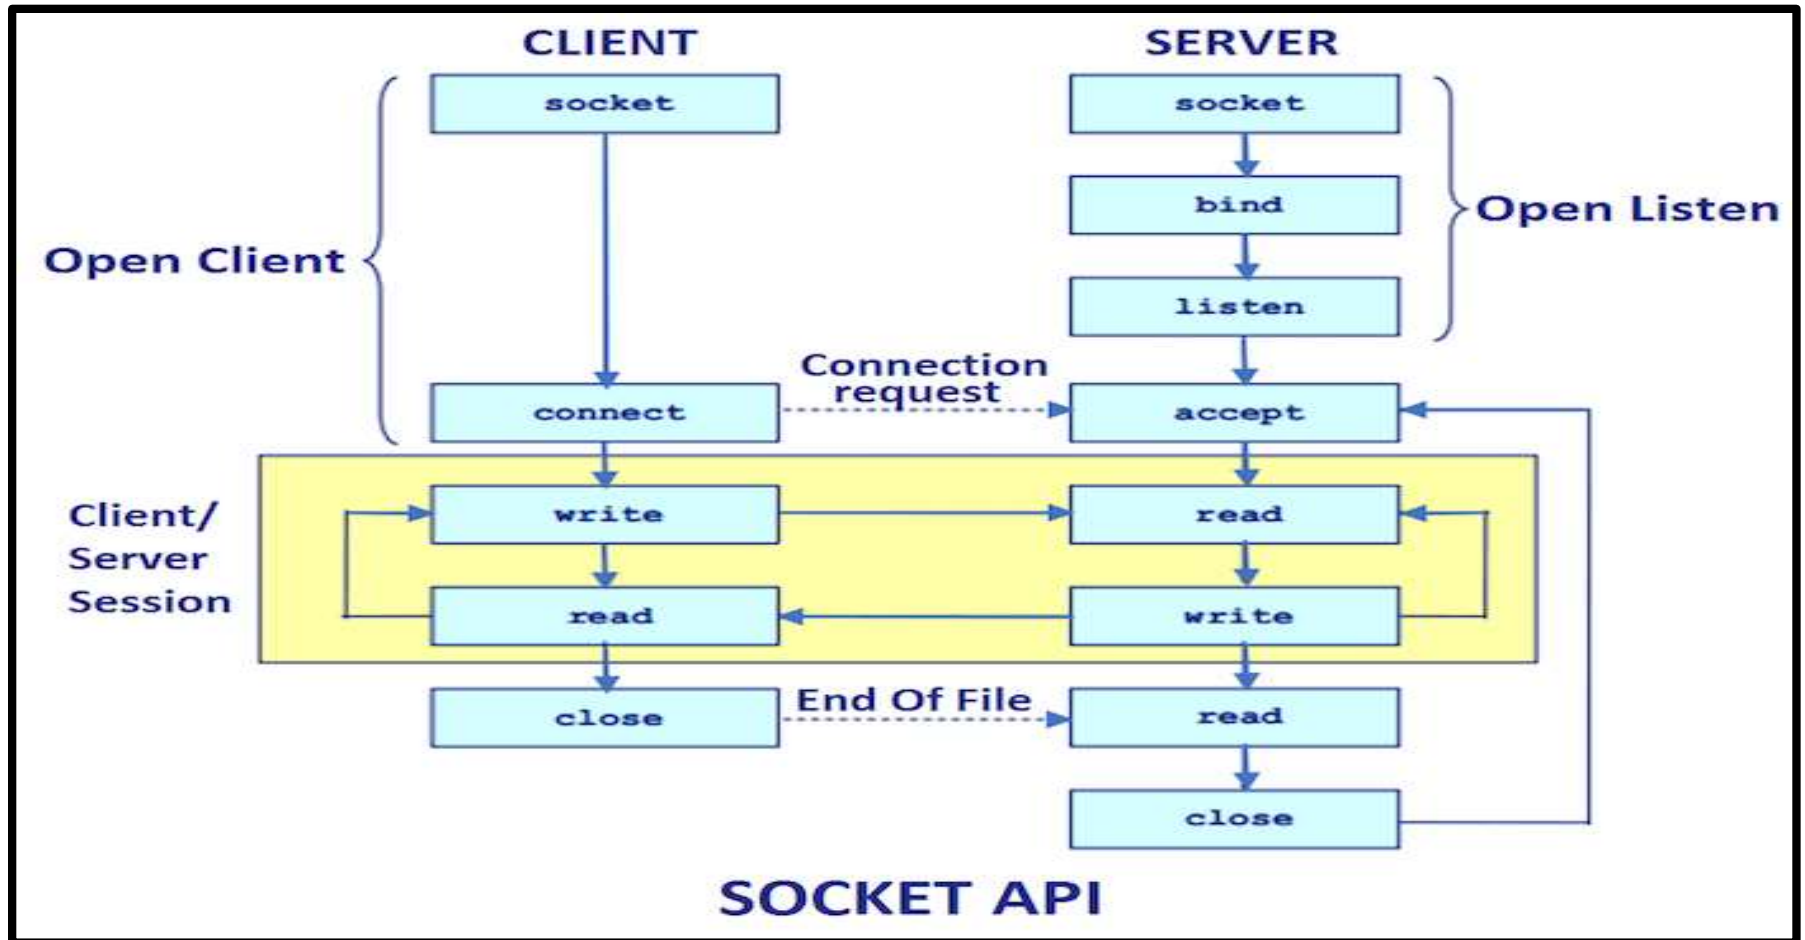 CLIENT
SERVER
socket
socket
bind
Open Listen
Open Client
listen
Connection
request
connect
accept
Client/
Server
Session
write
read
read
write
close
End Of File
read
close
SOCKET API